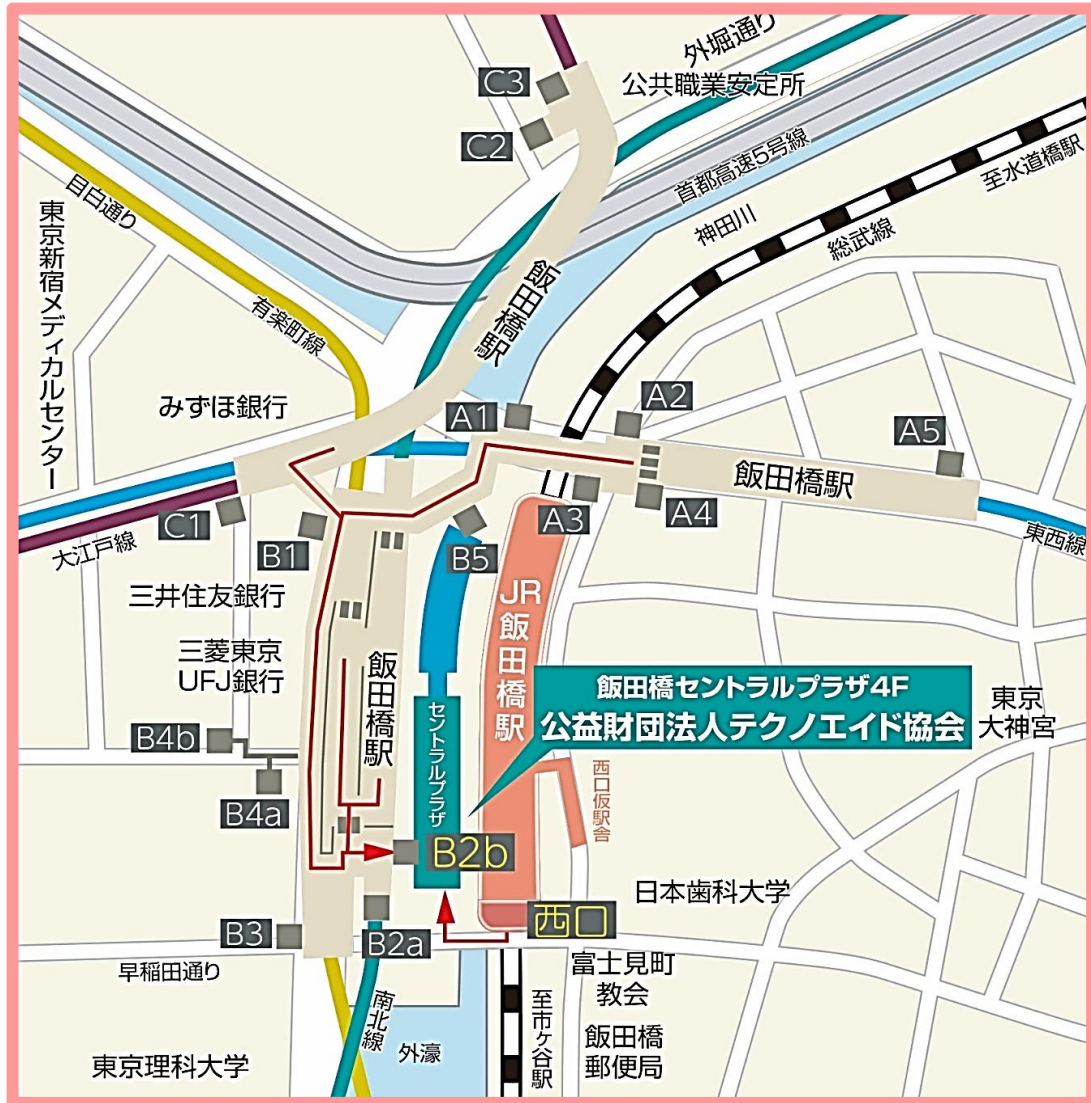 外堀通り
公共職業安定所
C3
C2
首都高速5号線
至水道橋駅
神田川
総武線
目白通り
東京新宿メディカルセンター
有楽町線
飯田橋駅
みずほ銀行
A1
A2
A5
飯田橋駅
A3
A4
東西線
C1
大江戸線
B1
B5
三井住友銀行
三菱東京
UFJ銀行
飯田橋駅
JR飯田橋駅
飯田橋セントラルプラザ4F
公益財団法人テクノエイド協会
東京
大神宮
セントラルプラザ
西口仮駅舎
B4b
B4a
B2b
日本歯科大学
西口
B3
B2a
早稲田通り
富士見町
教会
南北線
外濠
至市ケ谷駅
飯田橋
郵便局
東京理科大学